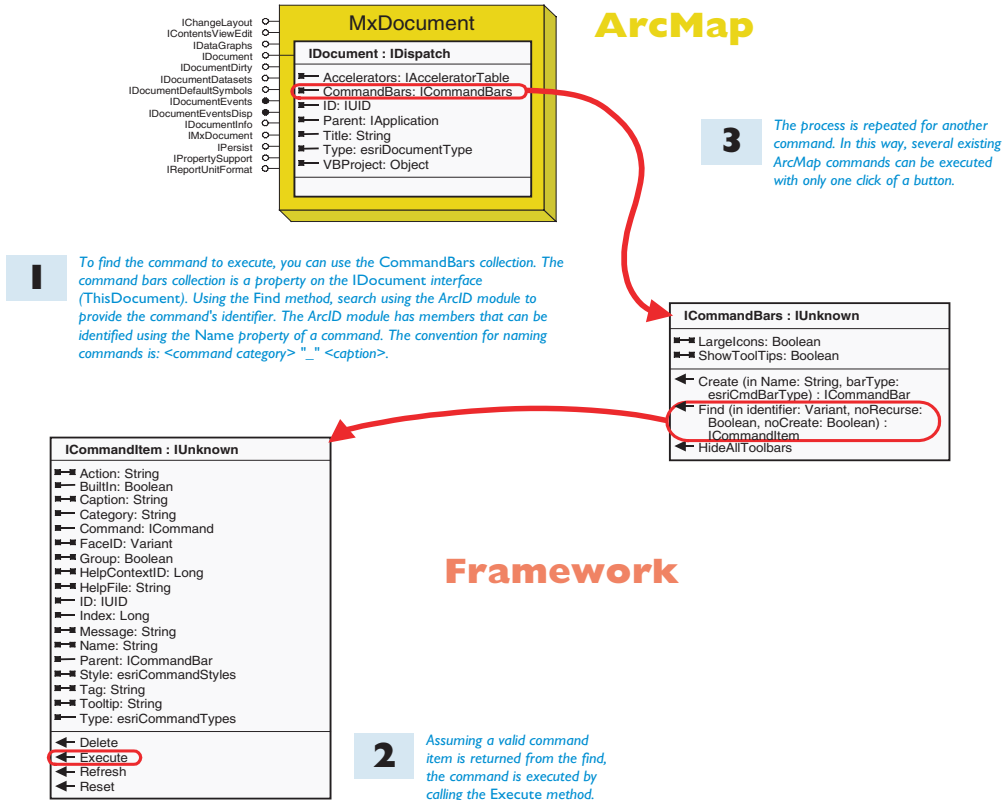 MxDocument
ArcMap
IChangeLayout
IContentsViewEdit
IDataGraphs
IDocument
IDocumentDirty
IDocumentDatasets
IDocumentDefaultSymbols
IDocumentEvents
IDocumentEventsDisp
IDocumentInfo
IMxDocument
IPersist
IPropertySupport
IReportUnitFormat
IDocument : IDispatch
Accelerators: IAcceleratorTable
CommandBars: ICommandBars
ID: IUID
Parent: IApplication
Title: String
Type: esriDocumentType
VBProject: Object
3
The process is repeated for another
command. In this way, several existing
ArcMap commands can be executed
with only one click of a button.
1
To find the command to execute, you can use the CommandBars collection. The
command bars collection is a property on the IDocument interface
(ThisDocument). Using the Find method, search using the ArcID module to
provide the command's identifier. The ArcID module has members that can be
identified using the Name property of a command. The convention for naming
commands is: <command category> "_" <caption>.
ICommandBars : IUnknown
LargeIcons: Boolean
ShowToolTips: Boolean
Create (in Name: String, barType:
esriCmdBarType) : ICommandBar
Find (in identifier: Variant, noRecurse:
Boolean, noCreate: Boolean) :
ICommandItem
HideAllToolbars
ICommandItem : IUnknown
Action: String
BuiltIn: Boolean
Caption: String
Category: String
Command: ICommand
FaceID: Variant
Group: Boolean
HelpContextID: Long
HelpFile: String
ID: IUID
Index: Long
Message: String
Name: String
Parent: ICommandBar
Style: esriCommandStyles
Tag: String
Tooltip: String
Type: esriCommandTypes
Delete
Execute
Refresh
Reset
Framework
2
Assuming a valid command
item is returned from the find,
the command is executed by
calling the Execute method.